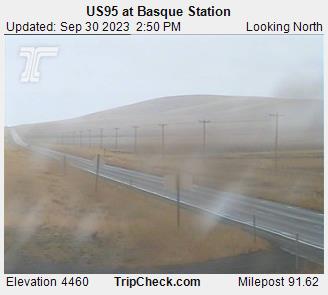 US95 at Basque Station
Updated: Sep 30 2023 2:50 PM Looking North
Elevation 4460 TripCheck.com Milepost 91.62